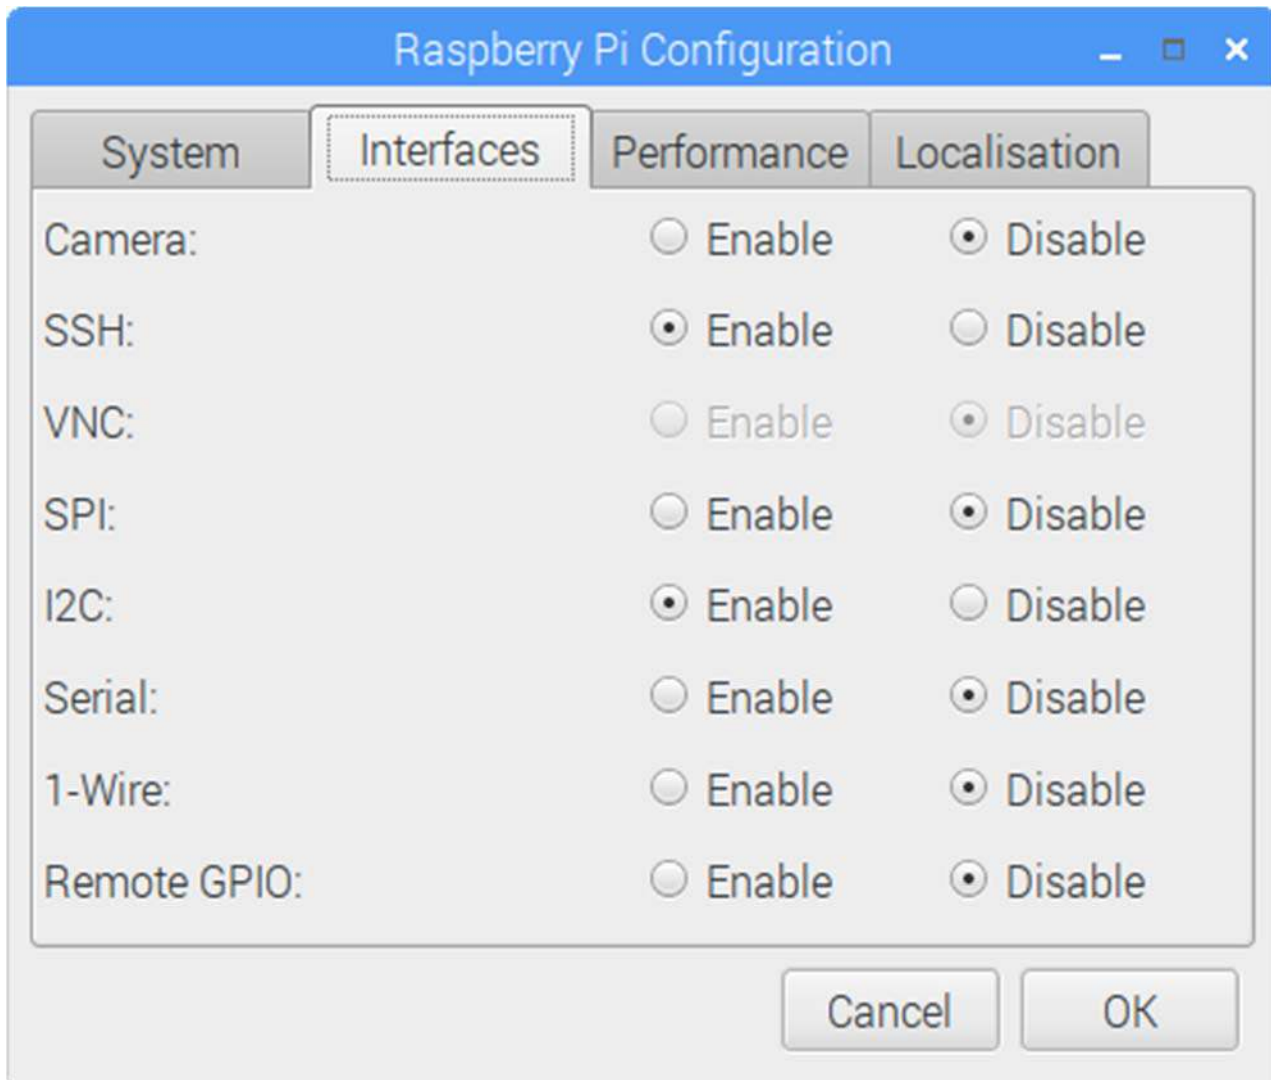 Raspberry Pi Configuration
System Interfaces Performance Localisation
Camera: Enable Disable
SSH: Enable Disable
VNC: Enable Disable
SPI: Enable Disable
I2C: Enable Disable
Serial: Enable Disable
1-Wire: Enable Disable
Remote GPIO: Enable Disable
Cancel OK